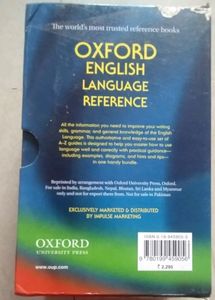 The world's most trusted reference books
OXFORD
ENGLISH
LANGUAGE
REFERENCE
All the information you need to improve your writing
skills, grammar, and general knowledge of the English
Language. This authoritative and easy-to-use set of
A–Z guides is designed to help you master how to use
language well and correctly with practical guidance—
including examples, diagrams, and hints and tips—
in one handy bundle.
Reprinted by arrangement with Oxford University Press, Oxford.
For sale in India, Bangladesh, Nepal, Bhutan, Sri Lanka and Myanmar
only and not for export therefrom. Not for sale in Pakistan
EXCLUSIVELY MARKETED & DISTRIBUTED
BY IMPULSE MARKETING
OXFORD
UNIVERSITY PRESS
www.oup.com
9780199459056
₹ 2,295